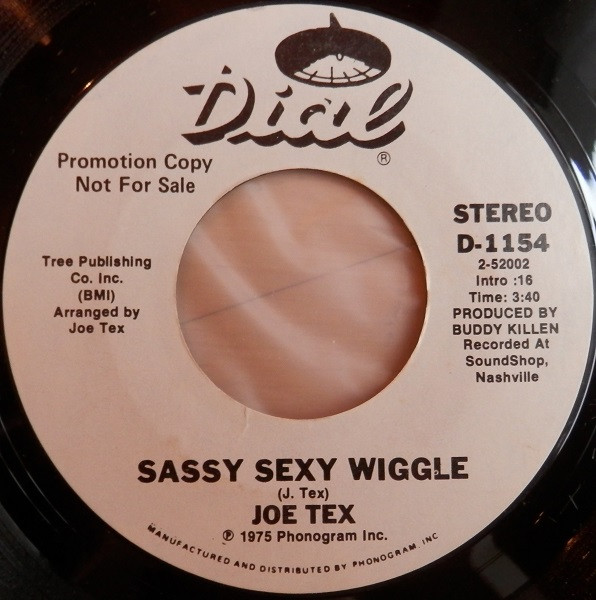 Dial
®
Promotion Copy
Not For Sale
Tree Publishing
Co. Inc.
(BMI)
Arranged by
Joe Tex
STEREO
D-1154
2-52002
Intro :16
Time: 3:40
PRODUCED BY
BUDDY KILLEN
Recorded At
SoundShop,
Nashville
SASSY SEXY WIGGLE
(J. Tex)
JOE TEX
℗ 1975 Phonogram Inc.
MANUFACTURED AND DISTRIBUTED BY PHONOGRAM, INC